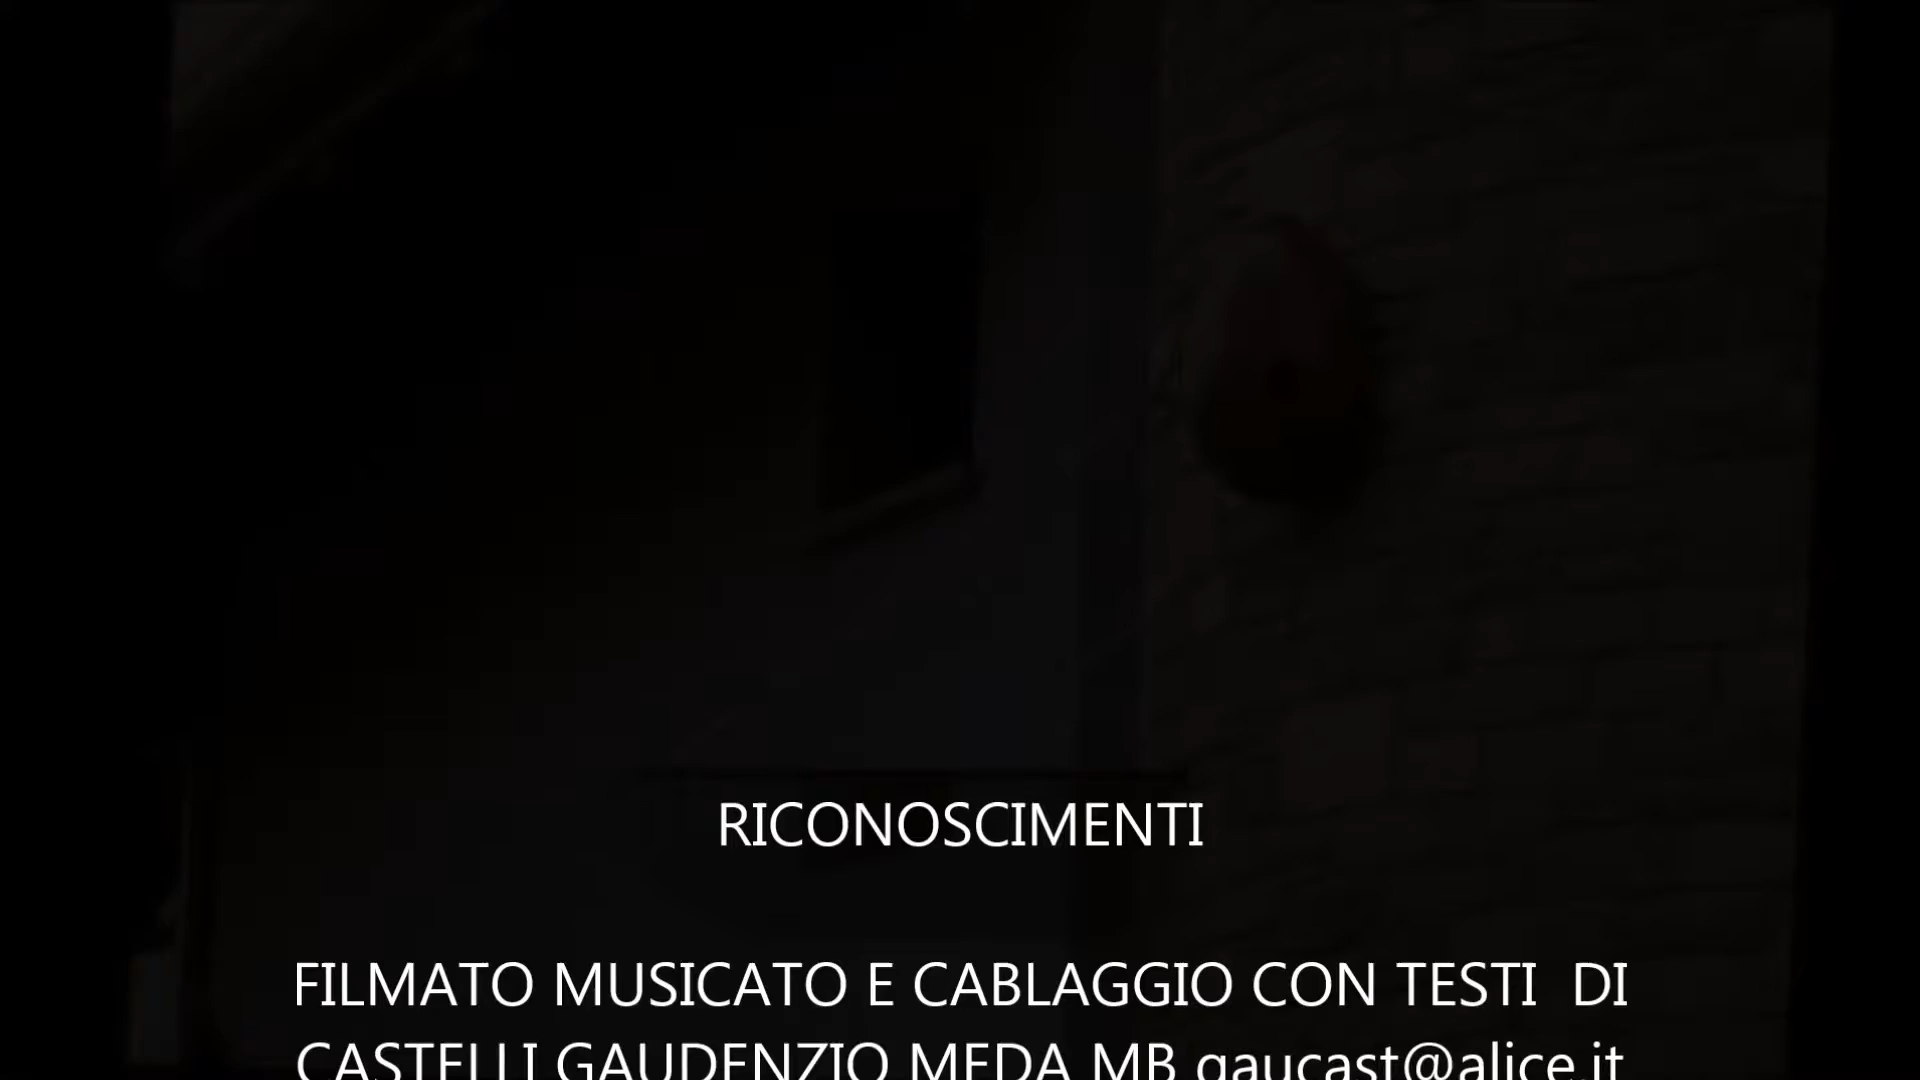 RICONOSCIMENTI
FILMATO MUSICATO E CABLAGGIO CON TESTI  DI
CASTELLI GAUDENZIO MEDA MB gaucast@alice.it